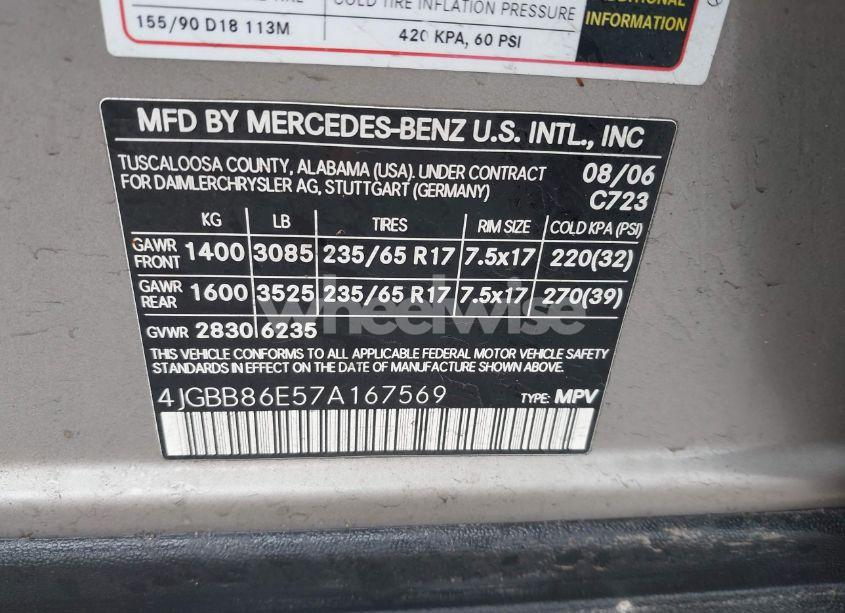 COLD TIRE INFLATION PRESSURE
155/90 D18 113M
420 KPA, 60 PSI
ADDITIONAL
INFORMATION
MFD BY MERCEDES-BENZ U.S. INTL., INC
TUSCALOOSA COUNTY, ALABAMA (USA). UNDER CONTRACT 08/06
FOR DAIMLERCHRYSLER AG, STUTTGART (GERMANY) C723
KG LB TIRES RIM SIZE COLD KPA (PSI)
GAWR FRONT 1400 3085 235/65 R17 7.5x17 220(32)
GAWR REAR 1600 3525 235/65 R17 7.5x17 270(39)
GVWR 2830 6235
wheelwise
THIS VEHICLE CONFORMS TO ALL APPLICABLE FEDERAL MOTOR VEHICLE SAFETY
STANDARDS IN EFFECT ON THE DATE OF MANUFACTURE SHOWN ABOVE.
4JGBB86E57A167569 TYPE: MPV